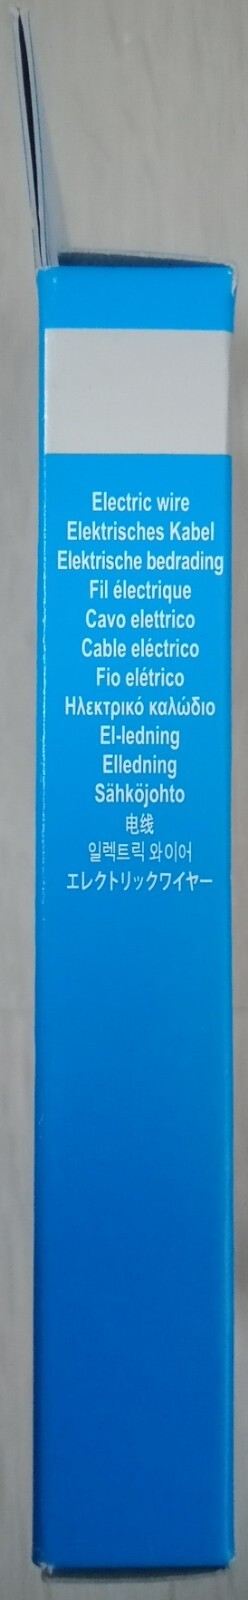 Electric wire
Elektrisches Kabel
Elektrische bedrading
Fil électrique
Cavo elettrico
Cable eléctrico
Fio elétrico
Ηλεκτρικό καλώδιο
El-ledning
Elledning
Sähköjohto
电线
일렉트릭 와이어
エレクトリックワイヤー